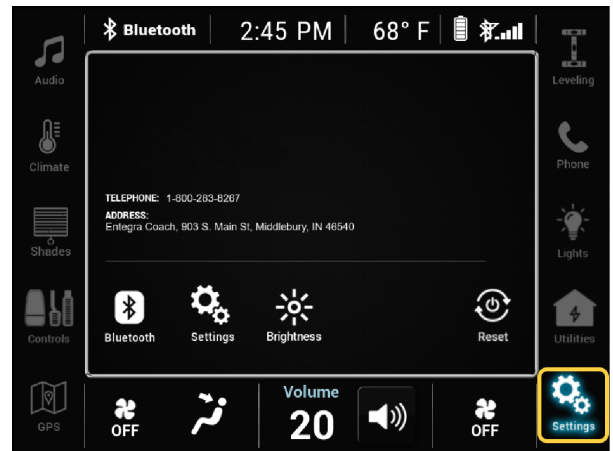 Bluetooth 2:45 PM 68° F
Audio
Climate
Shades
Controls
GPS
TELEPHONE: 1-800-283-8267
ADDRESS:
Entegra Coach, 903 S. Main St, Middlebury, IN 46540
Bluetooth Settings Brightness Reset
Leveling
Phone
Lights
Utilities
Settings
OFF
Volume
20
OFF